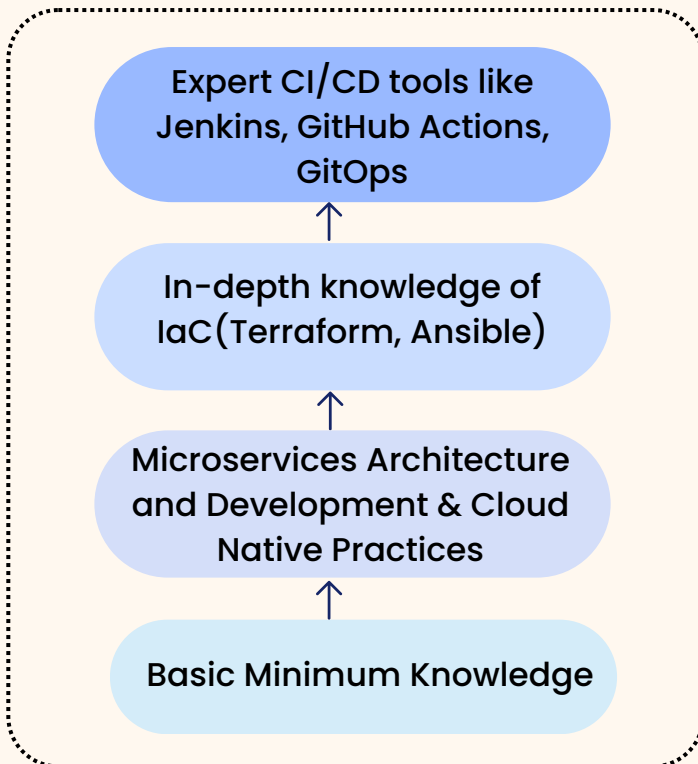 Expert CI/CD tools like
Jenkins, GitHub Actions,
GitOps
In-depth knowledge of
IaC(Terraform, Ansible)
Microservices Architecture
and Development & Cloud
Native Practices
Basic Minimum Knowledge